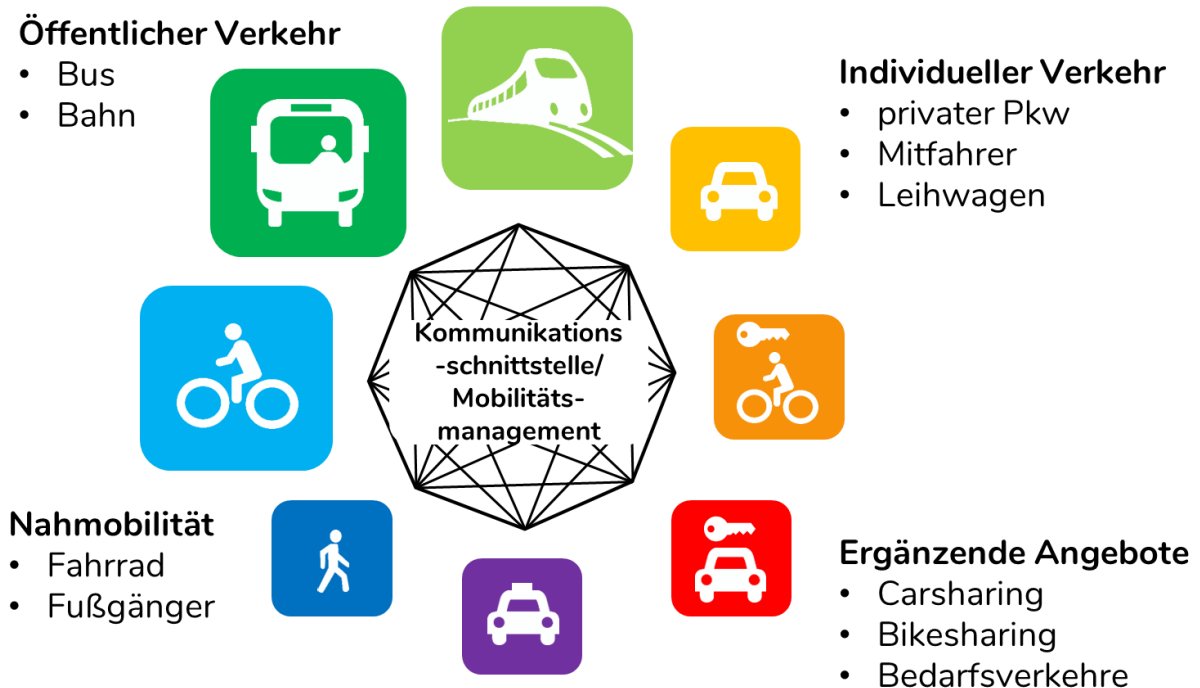 Öffentlicher Verkehr
• Bus
• Bahn
Individueller Verkehr
• privater Pkw
• Mitfahrer
• Leihwagen
Kommunikations
-schnittstelle/
Mobilitäts-
management
Nahmobilität
• Fahrrad
• Fußgänger
Ergänzende Angebote
• Carsharing
• Bikesharing
• Bedarfsverkehre